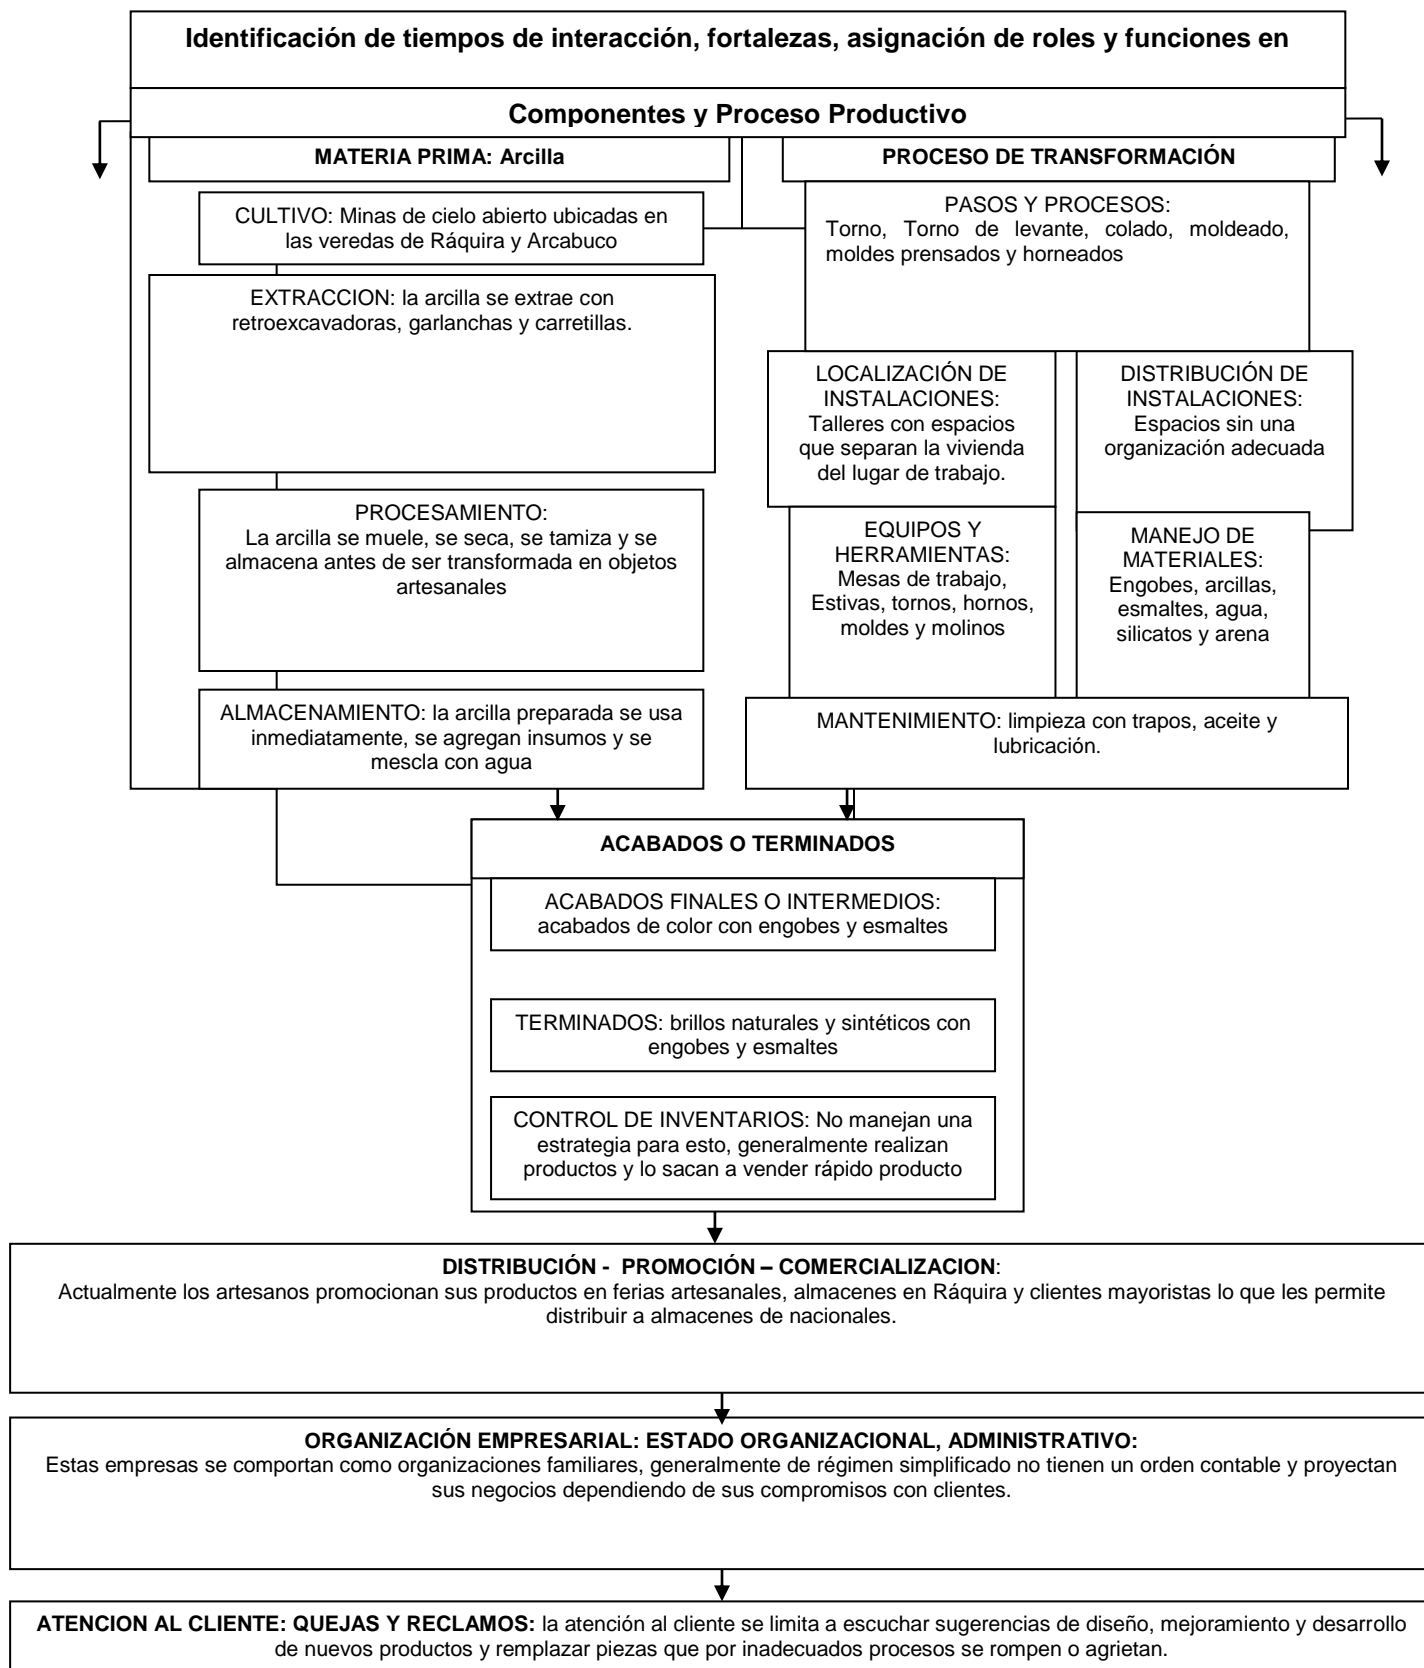 Identificación de tiempos de interacción, fortalezas, asignación de roles y funciones en
Componentes y Proceso Productivo
MATERIA PRIMA: Arcilla
CULTIVO: Minas de cielo abierto ubicadas en
las veredas de Ráquira y Arcabuco
EXTRACCION: la arcilla se extrae con
retroexcavadoras, garlanchas y carretillas.
PROCESAMIENTO:
La arcilla se muele, se seca, se tamiza y se
almacena antes de ser transformada en objetos
artesanales
ALMACENAMIENTO: la arcilla preparada se usa
inmediatamente, se agregan insumos y se
mescla con agua
PROCESO DE TRANSFORMACIÓN
PASOS Y PROCESOS:
Torno, Torno de levante, colado, moldeado,
moldes prensados y horneados
LOCALIZACIÓN DE
INSTALACIONES:
Talleres con espacios
que separan la vivienda
del lugar de trabajo.
DISTRIBUCIÓN DE
INSTALACIONES:
Espacios sin una
organización adecuada
EQUIPOS Y
HERRAMIENTAS:
Mesas de trabajo,
Estivas, tornos, hornos,
moldes y molinos
MANEJO DE
MATERIALES:
Engobes, arcillas,
esmaltes, agua,
silicatos y arena
MANTENIMIENTO: limpieza con trapos, aceite y
lubricación.
ACABADOS O TERMINADOS
ACABADOS FINALES O INTERMEDIOS:
acabados de color con engobes y esmaltes
TERMINADOS: brillos naturales y sintéticos con
engobes y esmaltes
CONTROL DE INVENTARIOS: No manejan una
estrategia para esto, generalmente realizan
productos y lo sacan a vender rápido producto
DISTRIBUCIÓN - PROMOCIÓN – COMERCIALIZACION:
Actualmente los artesanos promocionan sus productos en ferias artesanales, almacenes en Ráquira y clientes mayoristas lo que les permite
distribuir a almacenes de nacionales.
ORGANIZACIÓN EMPRESARIAL: ESTADO ORGANIZACIONAL, ADMINISTRATIVO:
Estas empresas se comportan como organizaciones familiares, generalmente de régimen simplificado no tienen un orden contable y proyectan
sus negocios dependiendo de sus compromisos con clientes.
ATENCION AL CLIENTE: QUEJAS Y RECLAMOS: la atención al cliente se limita a escuchar sugerencias de diseño, mejoramiento y desarrollo
de nuevos productos y remplazar piezas que por inadecuados procesos se rompen o agrietan.